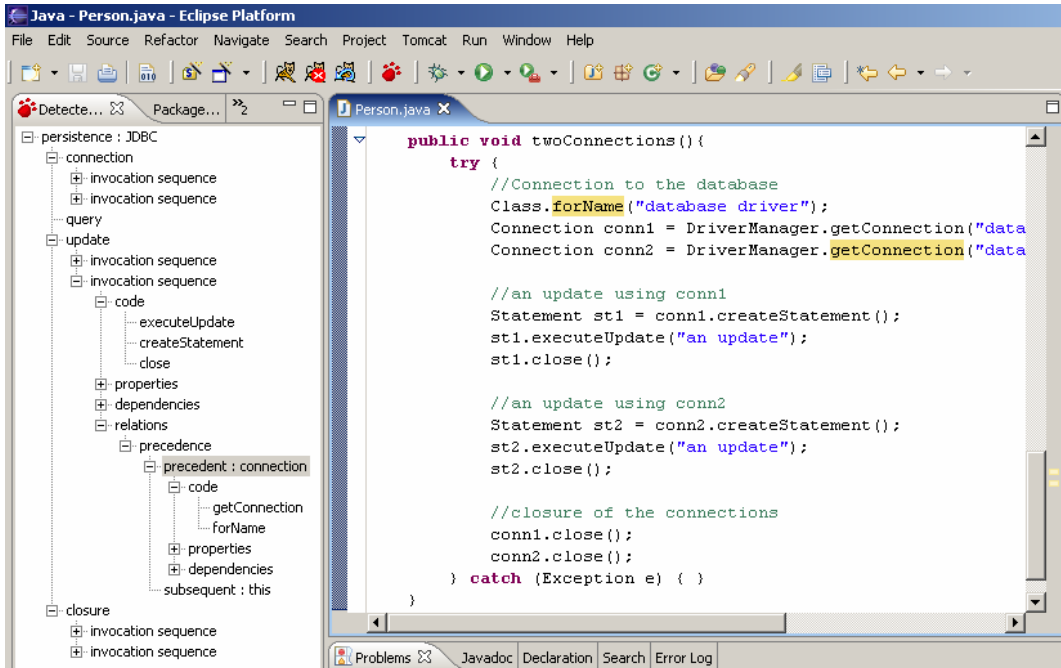 Java - Person.java - Eclipse Platform
File Edit Source Refactor Navigate Search Project Tomcat Run Window Help
Detecte... Package... »2
persistence : JDBC
connection
invocation sequence
invocation sequence
query
update
invocation sequence
invocation sequence
code
executeUpdate
createStatement
close
properties
dependencies
relations
precedence
precedent : connection
code
getConnection
forName
properties
dependencies
subsequent : this
closure
invocation sequence
invocation sequence
Person.java
public void twoConnections(){
try {
//Connection to the database
Class.forName("database driver");
Connection conn1 = DriverManager.getConnection("data
Connection conn2 = DriverManager.getConnection("data
//an update using conn1
Statement st1 = conn1.createStatement();
st1.executeUpdate("an update");
st1.close();
//an update using conn2
Statement st2 = conn2.createStatement();
st2.executeUpdate("an update");
st2.close();
//closure of the connections
conn1.close();
conn2.close();
} catch (Exception e) { }
}
Problems Javadoc Declaration Search Error Log